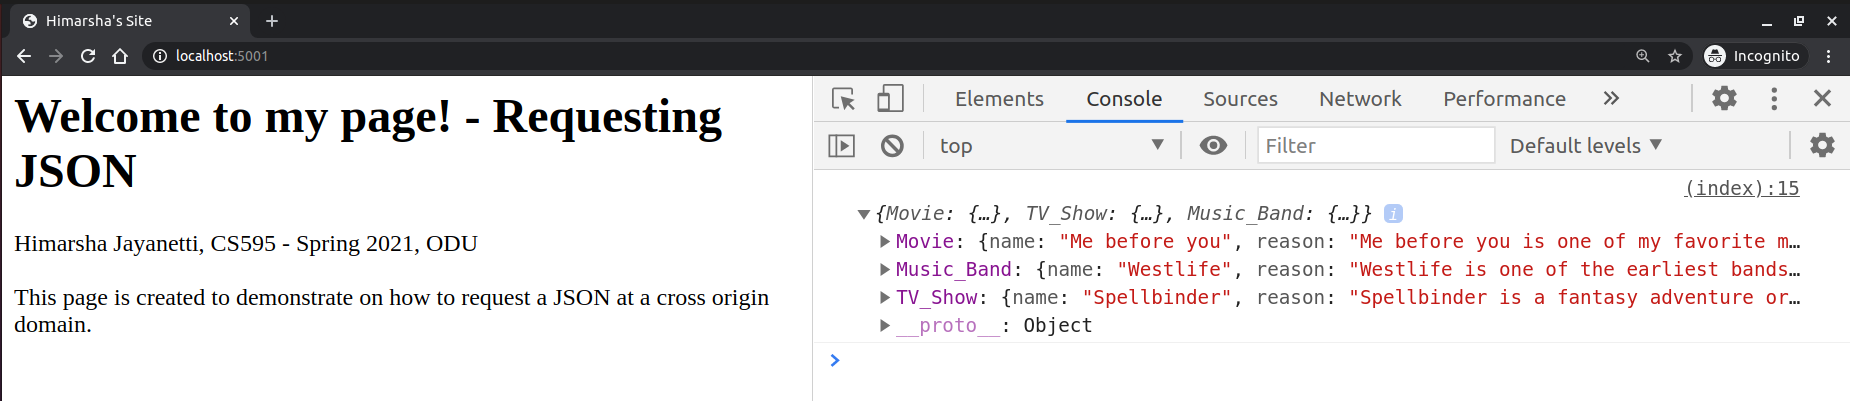 Himarsha's Site
localhost:5001
Incognito
Welcome to my page! - Requesting
JSON
Himarsha Jayanetti, CS595 - Spring 2021, ODU
This page is created to demonstrate on how to request a JSON at a cross origin
domain.
Elements Console Sources Network Performance
top Filter Default levels
(index):15
{Movie: {…}, TV_Show: {…}, Music_Band: {…}} i
Movie: {name: "Me before you", reason: "Me before you is one of my favorite m…
Music_Band: {name: "Westlife", reason: "Westlife is one of the earliest bands…
TV_Show: {name: "Spellbinder", reason: "Spellbinder is a fantasy adventure or…
__proto__: Object